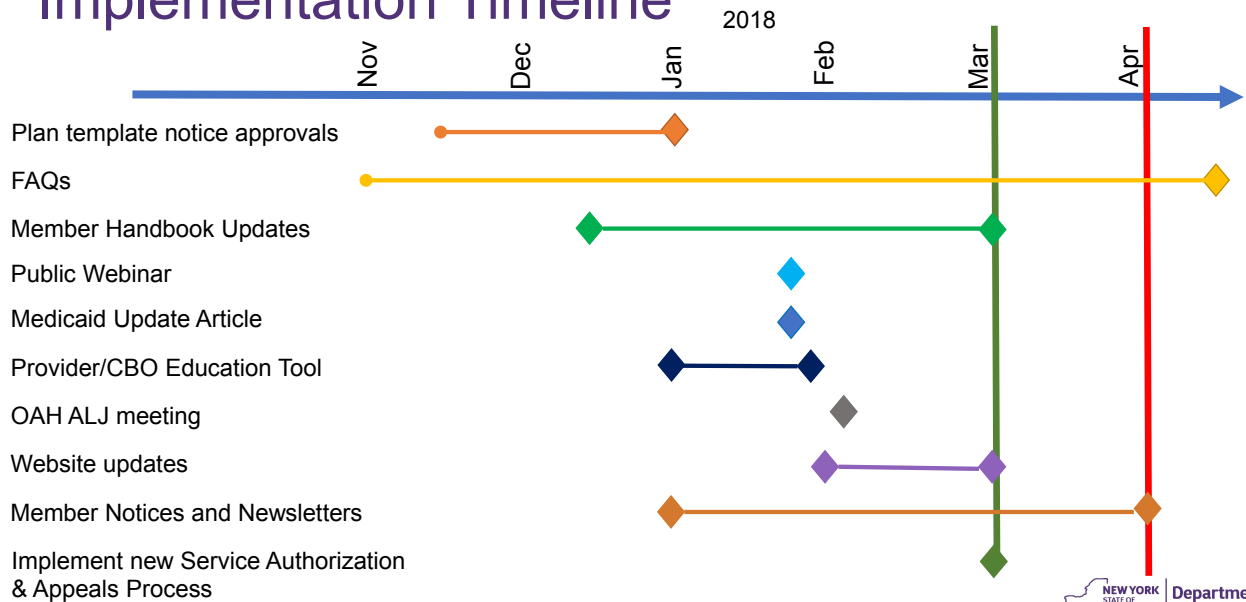 Implementation Timeline
2018
Nov
Dec
Jan
Feb
Mar
Apr
Plan template notice approvals
FAQs
Member Handbook Updates
Public Webinar
Medicaid Update Article
Provider/CBO Education Tool
OAH ALJ meeting
Website updates
Member Notices and Newsletters
Implement new Service Authorization
& Appeals Process
NEW YORK
STATE OF
Departme